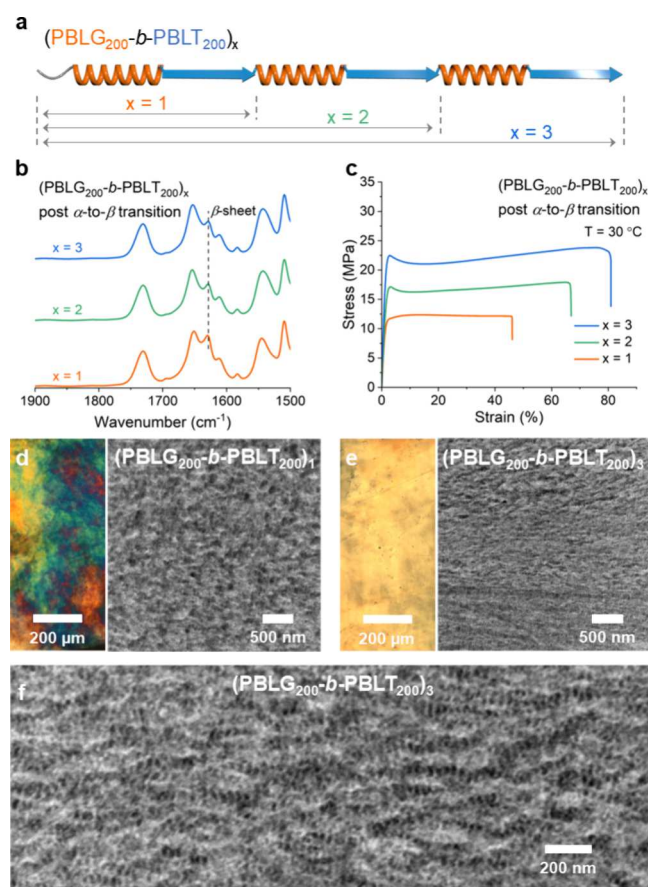 a
(PBLG₂₀₀-b-PBLT₂₀₀)ₓ
x = 1
x = 2
x = 3
b
(PBLG₂₀₀-b-PBLT₂₀₀)ₓ
post α-to-β transition
β-sheet
x = 3
x = 2
x = 1
1900 1800 1700 1600 1500
Wavenumber (cm⁻¹)
c
(PBLG₂₀₀-b-PBLT₂₀₀)ₓ
post α-to-β transition
T = 30 °C
Stress (MPa)
35
30
25
20
15
10
5
0
x = 3
x = 2
x = 1
0 20 40 60 80 100
Strain (%)
d
(PBLG₂₀₀-b-PBLT₂₀₀)₁
200 µm
500 nm
e
(PBLG₂₀₀-b-PBLT₂₀₀)₃
200 µm
500 nm
f
(PBLG₂₀₀-b-PBLT₂₀₀)₃
200 nm